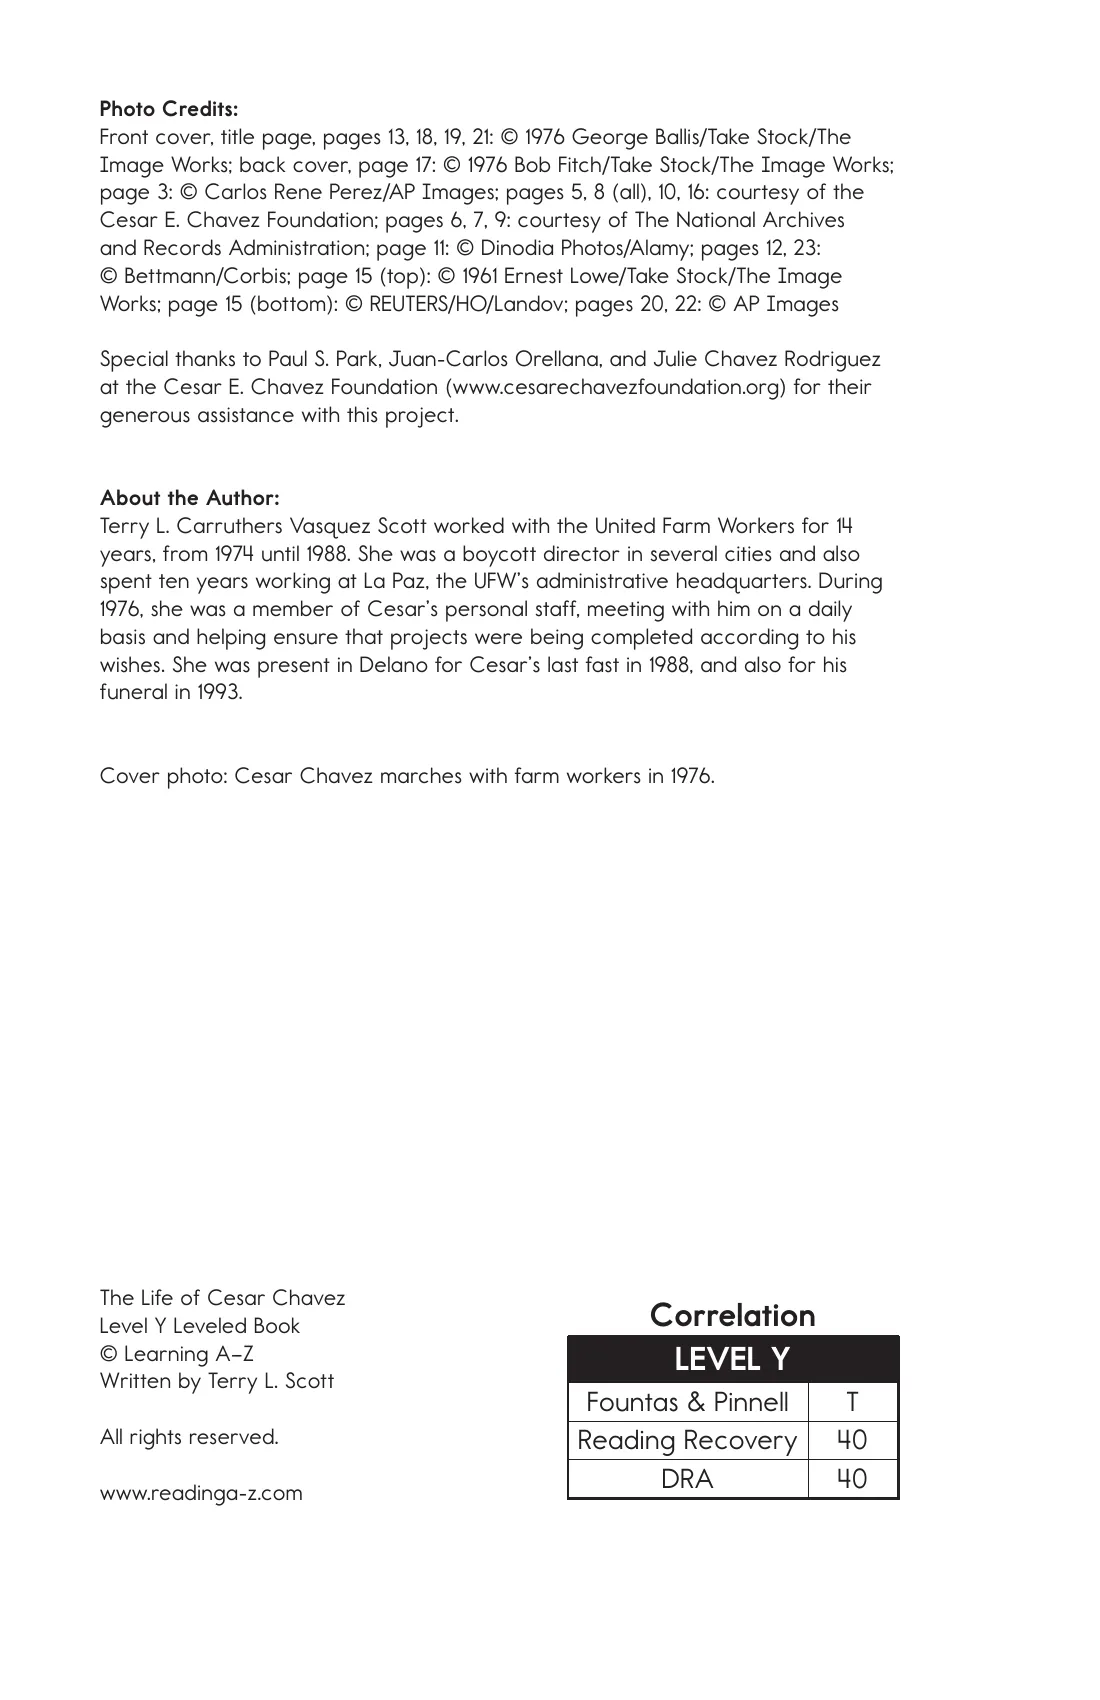 Photo Credits:
Front cover, title page, pages 13, 18, 19, 21: © 1976 George Ballis/Take Stock/The
Image Works; back cover, page 17: © 1976 Bob Fitch/Take Stock/The Image Works;
page 3: © Carlos Rene Perez/AP Images; pages 5, 8 (all), 10, 16: courtesy of the
Cesar E. Chavez Foundation; pages 6, 7, 9: courtesy of The National Archives
and Records Administration; page 11: © Dinodia Photos/Alamy; pages 12, 23:
© Bettmann/Corbis; page 15 (top): © 1961 Ernest Lowe/Take Stock/The Image
Works; page 15 (bottom): © REUTERS/HO/Landov; pages 20, 22: © AP Images
Special thanks to Paul S. Park, Juan-Carlos Orellana, and Julie Chavez Rodriguez
at the Cesar E. Chavez Foundation (www.cesarechavezfoundation.org) for their
generous assistance with this project.
About the Author:
Terry L. Carruthers Vasquez Scott worked with the United Farm Workers for 14
years, from 1974 until 1988. She was a boycott director in several cities and also
spent ten years working at La Paz, the UFW's administrative headquarters. During
1976, she was a member of Cesar's personal staff, meeting with him on a daily
basis and helping ensure that projects were being completed according to his
wishes. She was present in Delano for Cesar's last fast in 1988, and also for his
funeral in 1993.
Cover photo: Cesar Chavez marches with farm workers in 1976.
The Life of Cesar Chavez
Level Y Leveled Book
© Learning A–Z
Written by Terry L. Scott
All rights reserved.
www.readinga-z.com
Correlation
LEVEL Y
Fountas & Pinnell T
Reading Recovery 40
DRA 40